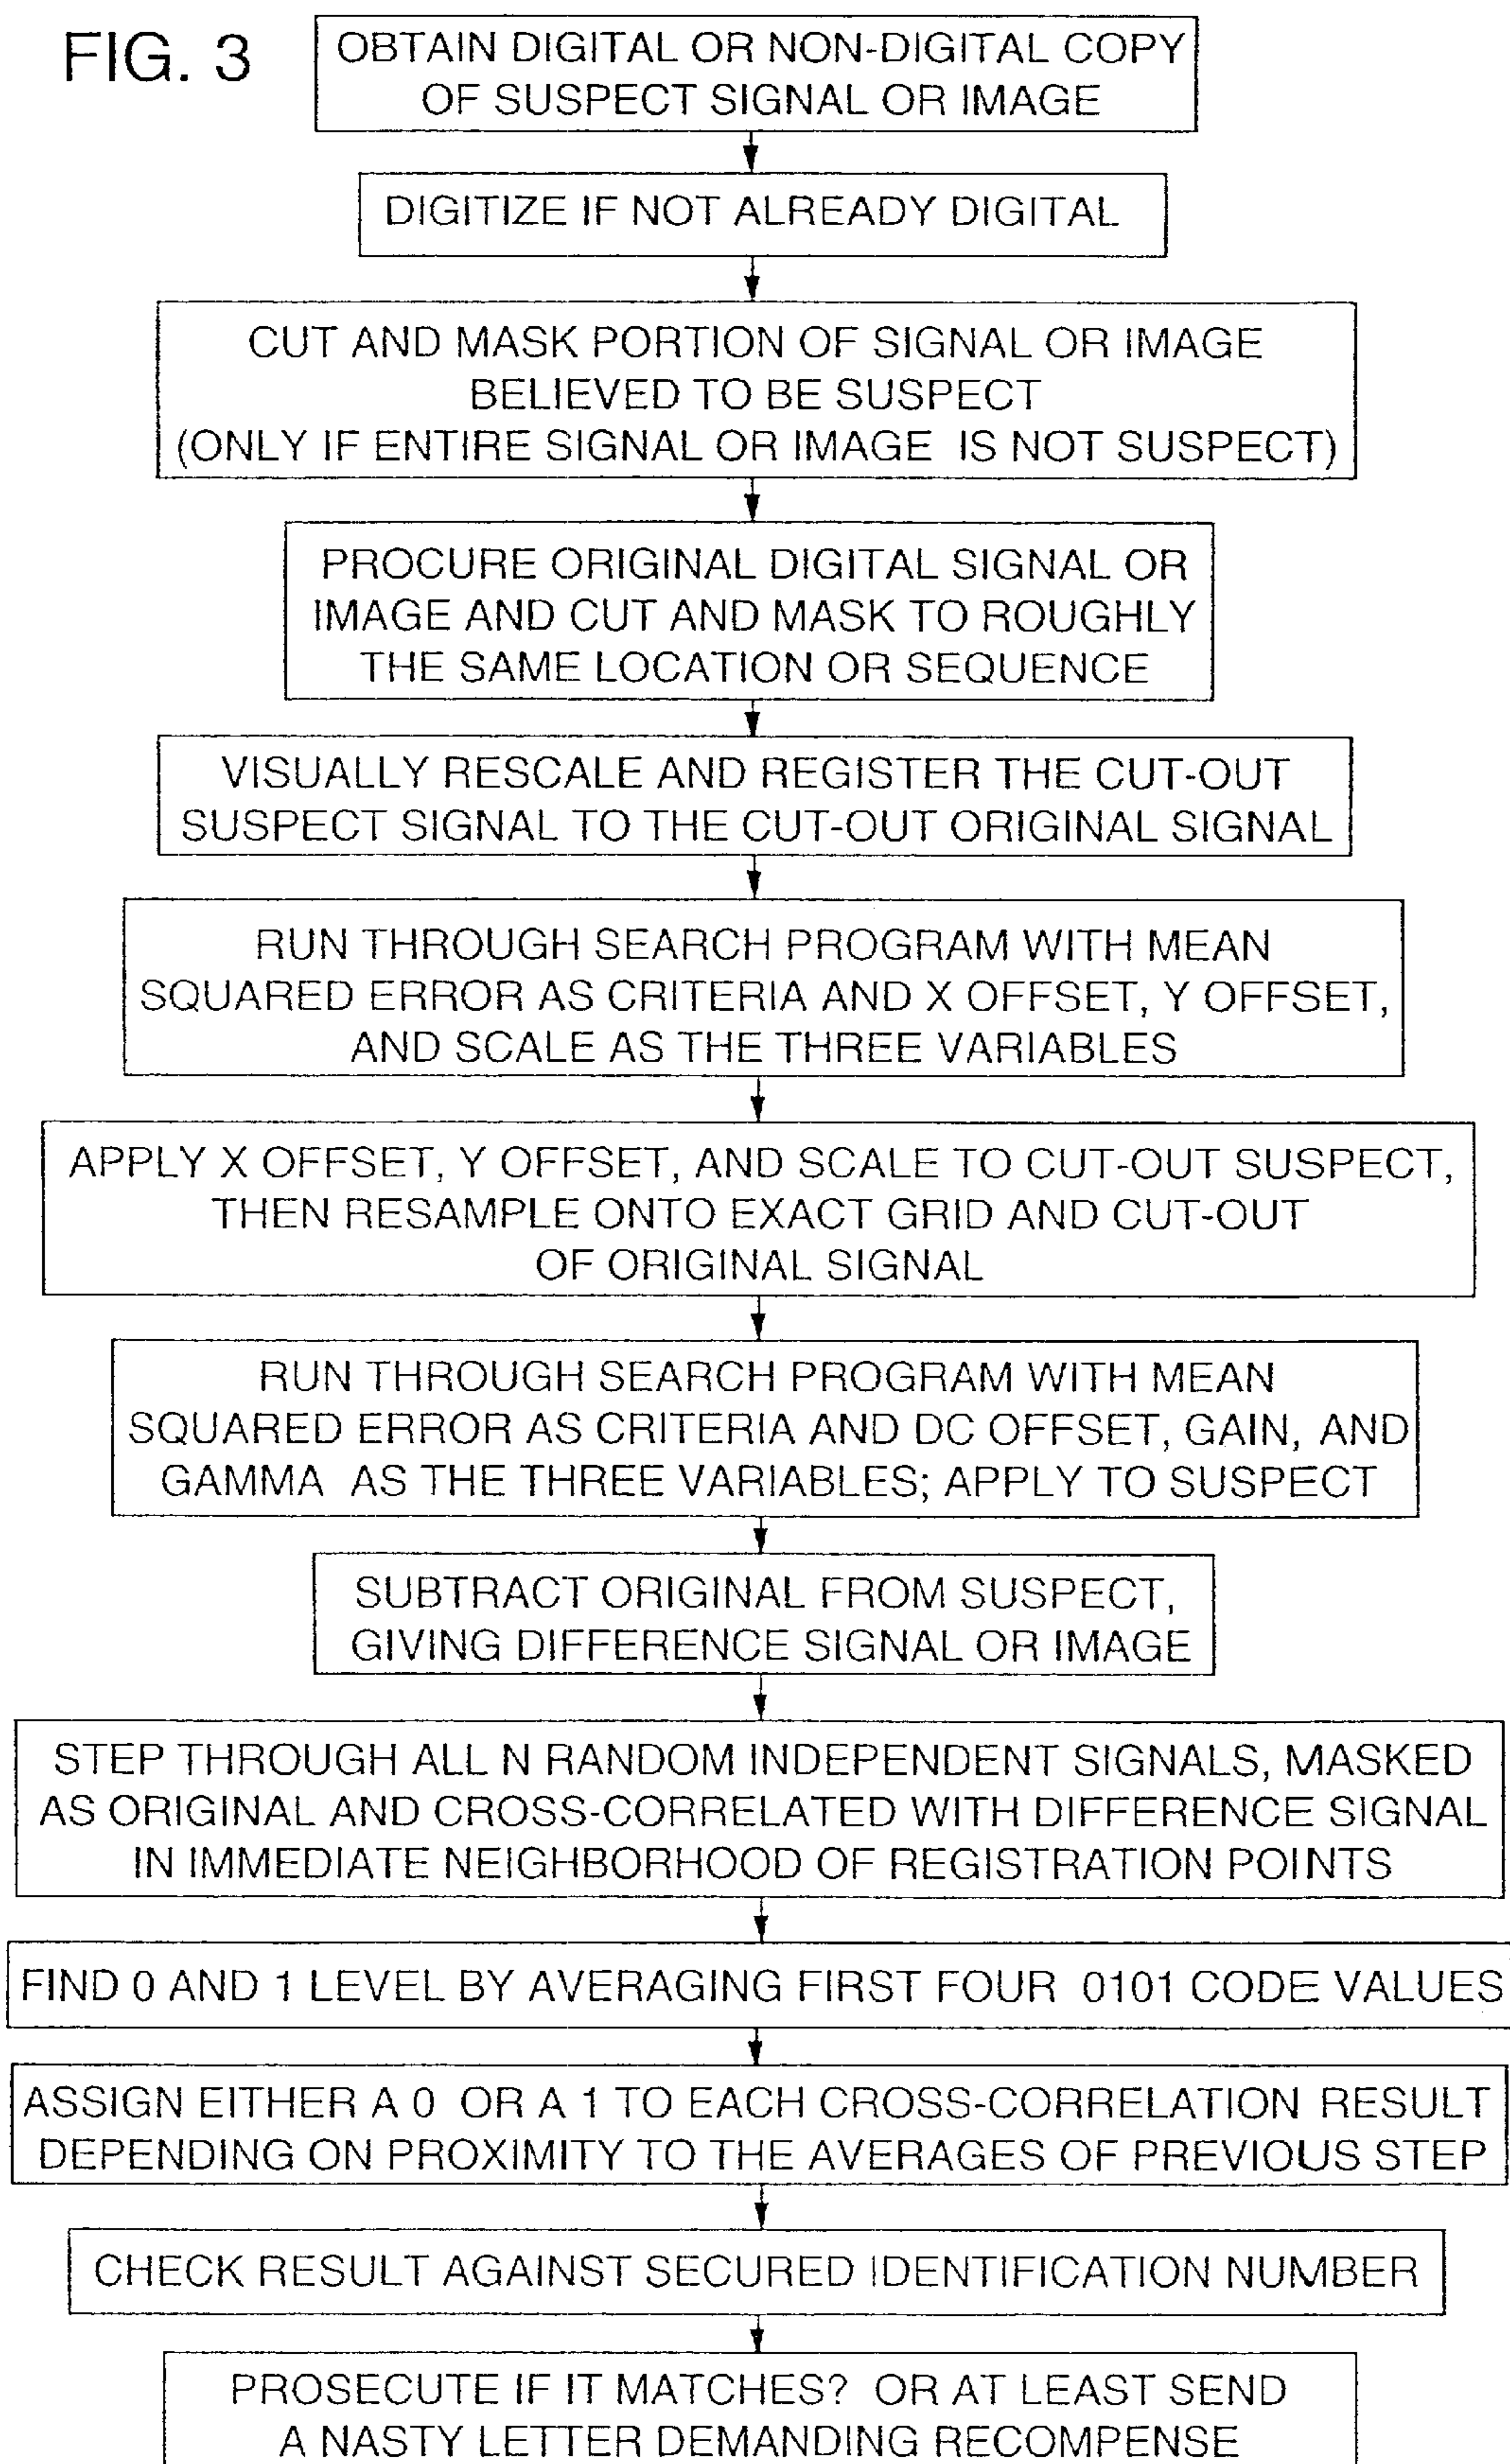 FIG. 3
OBTAIN DIGITAL OR NON-DIGITAL COPY
OF SUSPECT SIGNAL OR IMAGE
DIGITIZE IF NOT ALREADY DIGITAL
CUT AND MASK PORTION OF SIGNAL OR IMAGE
BELIEVED TO BE SUSPECT
(ONLY IF ENTIRE SIGNAL OR IMAGE IS NOT SUSPECT)
PROCURE ORIGINAL DIGITAL SIGNAL OR
IMAGE AND CUT AND MASK TO ROUGHLY
THE SAME LOCATION OR SEQUENCE
VISUALLY RESCALE AND REGISTER THE CUT-OUT
SUSPECT SIGNAL TO THE CUT-OUT ORIGINAL SIGNAL
RUN THROUGH SEARCH PROGRAM WITH MEAN
SQUARED ERROR AS CRITERIA AND X OFFSET, Y OFFSET,
AND SCALE AS THE THREE VARIABLES
APPLY X OFFSET, Y OFFSET, AND SCALE TO CUT-OUT SUSPECT,
THEN RESAMPLE ONTO EXACT GRID AND CUT-OUT
OF ORIGINAL SIGNAL
RUN THROUGH SEARCH PROGRAM WITH MEAN
SQUARED ERROR AS CRITERIA AND DC OFFSET, GAIN, AND
GAMMA AS THE THREE VARIABLES; APPLY TO SUSPECT
SUBTRACT ORIGINAL FROM SUSPECT,
GIVING DIFFERENCE SIGNAL OR IMAGE
STEP THROUGH ALL N RANDOM INDEPENDENT SIGNALS, MASKED
AS ORIGINAL AND CROSS-CORRELATED WITH DIFFERENCE SIGNAL
IN IMMEDIATE NEIGHBORHOOD OF REGISTRATION POINTS
FIND 0 AND 1 LEVEL BY AVERAGING FIRST FOUR 0101 CODE VALUES
ASSIGN EITHER A 0 OR A 1 TO EACH CROSS-CORRELATION RESULT
DEPENDING ON PROXIMITY TO THE AVERAGES OF PREVIOUS STEP
CHECK RESULT AGAINST SECURED IDENTIFICATION NUMBER
PROSECUTE IF IT MATCHES? OR AT LEAST SEND
A NASTY LETTER DEMANDING RECOMPENSE